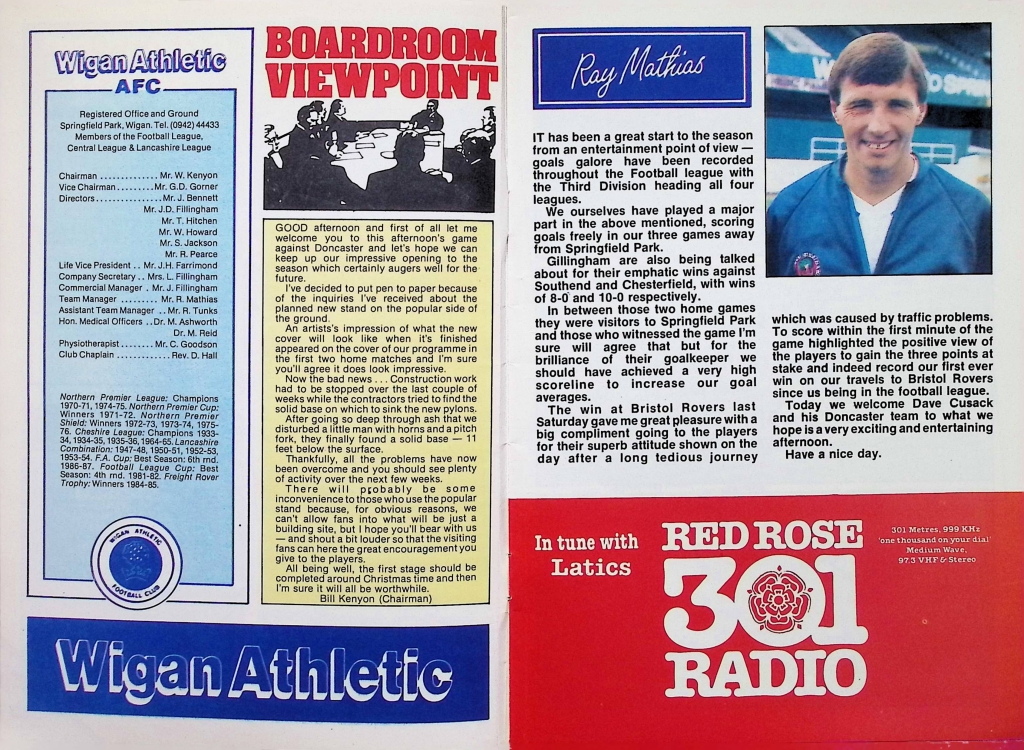 Wigan Athletic
AFC
Registered Office and Ground
Springfield Park, Wigan. Tel. (0942) 44433
Members of the Football League,
Central League & Lancashire League
Chairman ............... Mr. W. Kenyon
Vice Chairman ......... Mr. G.D. Gorner
Directors ................ Mr. J. Bennett
Mr. J.D. Fillingham
Mr. T. Hitchen
Mr. W. Howard
Mr. S. Jackson
Mr. R. Pearce
Life Vice President .. Mr. J.H. Farrimond
Company Secretary .. Mrs. L. Fillingham
Commercial Manager . Mr. J. Fillingham
Team Manager ......... Mr. R. Mathias
Assistant Team Manager .. Mr. R. Tunks
Hon. Medical Officers .. Dr. M. Ashworth
Dr. M. Reid
Physiotherapist ....... Mr. C. Goodson
Club Chaplain ............ Rev. D. Hall
Northern Premier League: Champions
1970-71, 1974-75. Northern Premier Cup:
Winners 1971-72. Northern Premier
Shield: Winners 1972-73, 1973-74, 1975-
76. Cheshire League: Champions 1933-
34, 1934-35, 1935-36, 1964-65. Lancashire
Combination: 1947-48, 1950-51, 1952-53,
1953-54. F.A. Cup: Best Season: 6th rnd.
1986-87. Football League Cup: Best
Season: 4th rnd. 1981-82. Freight Rover
Trophy: Winners 1984-85.
WIGAN ATHLETIC
FOOTBALL CLUB
BOARDROOM
VIEWPOINT
GOOD afternoon and first of all let me
welcome you to this afternoon's game
against Doncaster and let's hope we can
keep up our impressive opening to the
season which certainly augers well for the
future.
I've decided to put pen to paper because
of the inquiries I've received about the
planned new stand on the popular side of
the ground.
An artists's impression of what the new
cover will look like when it's finished
appeared on the cover of our programme in
the first two home matches and I'm sure
you'll agree it does look impressive.
Now the bad news . . . Construction work
had to be stopped over the last couple of
weeks while the contractors tried to find the
solid base on which to sink the new pylons.
After going so deep through ash that we
disturbed a little man with horns and a pitch
fork, they finally found a solid base — 11
feet below the surface.
Thankfully, all the problems have now
been overcome and you should see plenty
of activity over the next few weeks.
There will probably be some
inconvenience to those who use the popular
stand because, for obvious reasons, we
can't allow fans into what will be just a
building site, but I hope you'll bear with us
— and shout a bit louder so that the visiting
fans can here the great encouragement you
give to the players.
All being well, the first stage should be
completed around Christmas time and then
I'm sure it will all be worthwhile.
Bill Kenyon (Chairman)
Wigan Athletic
Ray Mathias
IT has been a great start to the season
from an entertainment point of view —
goals galore have been recorded
throughout the Football league with
the Third Division heading all four
leagues.
We ourselves have played a major
part in the above mentioned, scoring
goals freely in our three games away
from Springfield Park.
Gillingham are also being talked
about for their emphatic wins against
Southend and Chesterfield, with wins
of 8-0 and 10-0 respectively.
In between those two home games
they were visitors to Springfield Park
and those who witnessed the game I'm
sure will agree that but for the
brilliance of their goalkeeper we
should have achieved a very high
scoreline to increase our goal
averages.
The win at Bristol Rovers last
Saturday gave me great pleasure with a
big compliment going to the players
for their superb attitude shown on the
day after a long tedious journey
which was caused by traffic problems.
To score within the first minute of the
game highlighted the positive view of
the players to gain the three points at
stake and indeed record our first ever
win on our travels to Bristol Rovers
since us being in the football league.
Today we welcome Dave Cusack
and his Doncaster team to what we
hope is a very exciting and entertaining
afternoon.
Have a nice day.
In tune with
Latics
RED ROSE
301
RADIO
301 Metres, 999 KHz
'one thousand on your dial'
Medium Wave,
97.3 VHF & Stereo